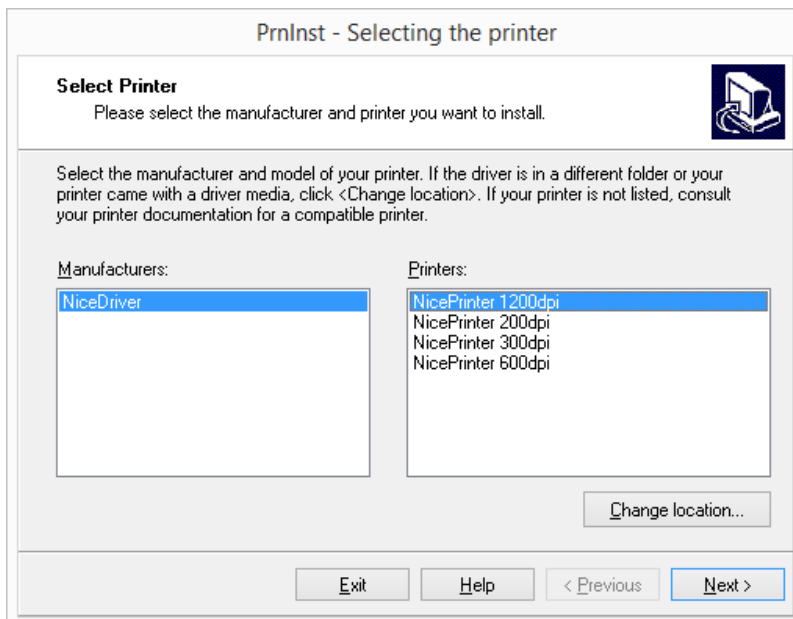 PrnInst - Selecting the printer
Select Printer
Please select the manufacturer and printer you want to install.
Select the manufacturer and model of your printer. If the driver is in a different folder or your
printer came with a driver media, click <Change location>. If your printer is not listed, consult
your printer documentation for a compatible printer.
Manufacturers:
NiceDriver
Printers:
NicePrinter 1200dpi
NicePrinter 200dpi
NicePrinter 300dpi
NicePrinter 600dpi
Change location...
Exit
Help
< Previous
Next >